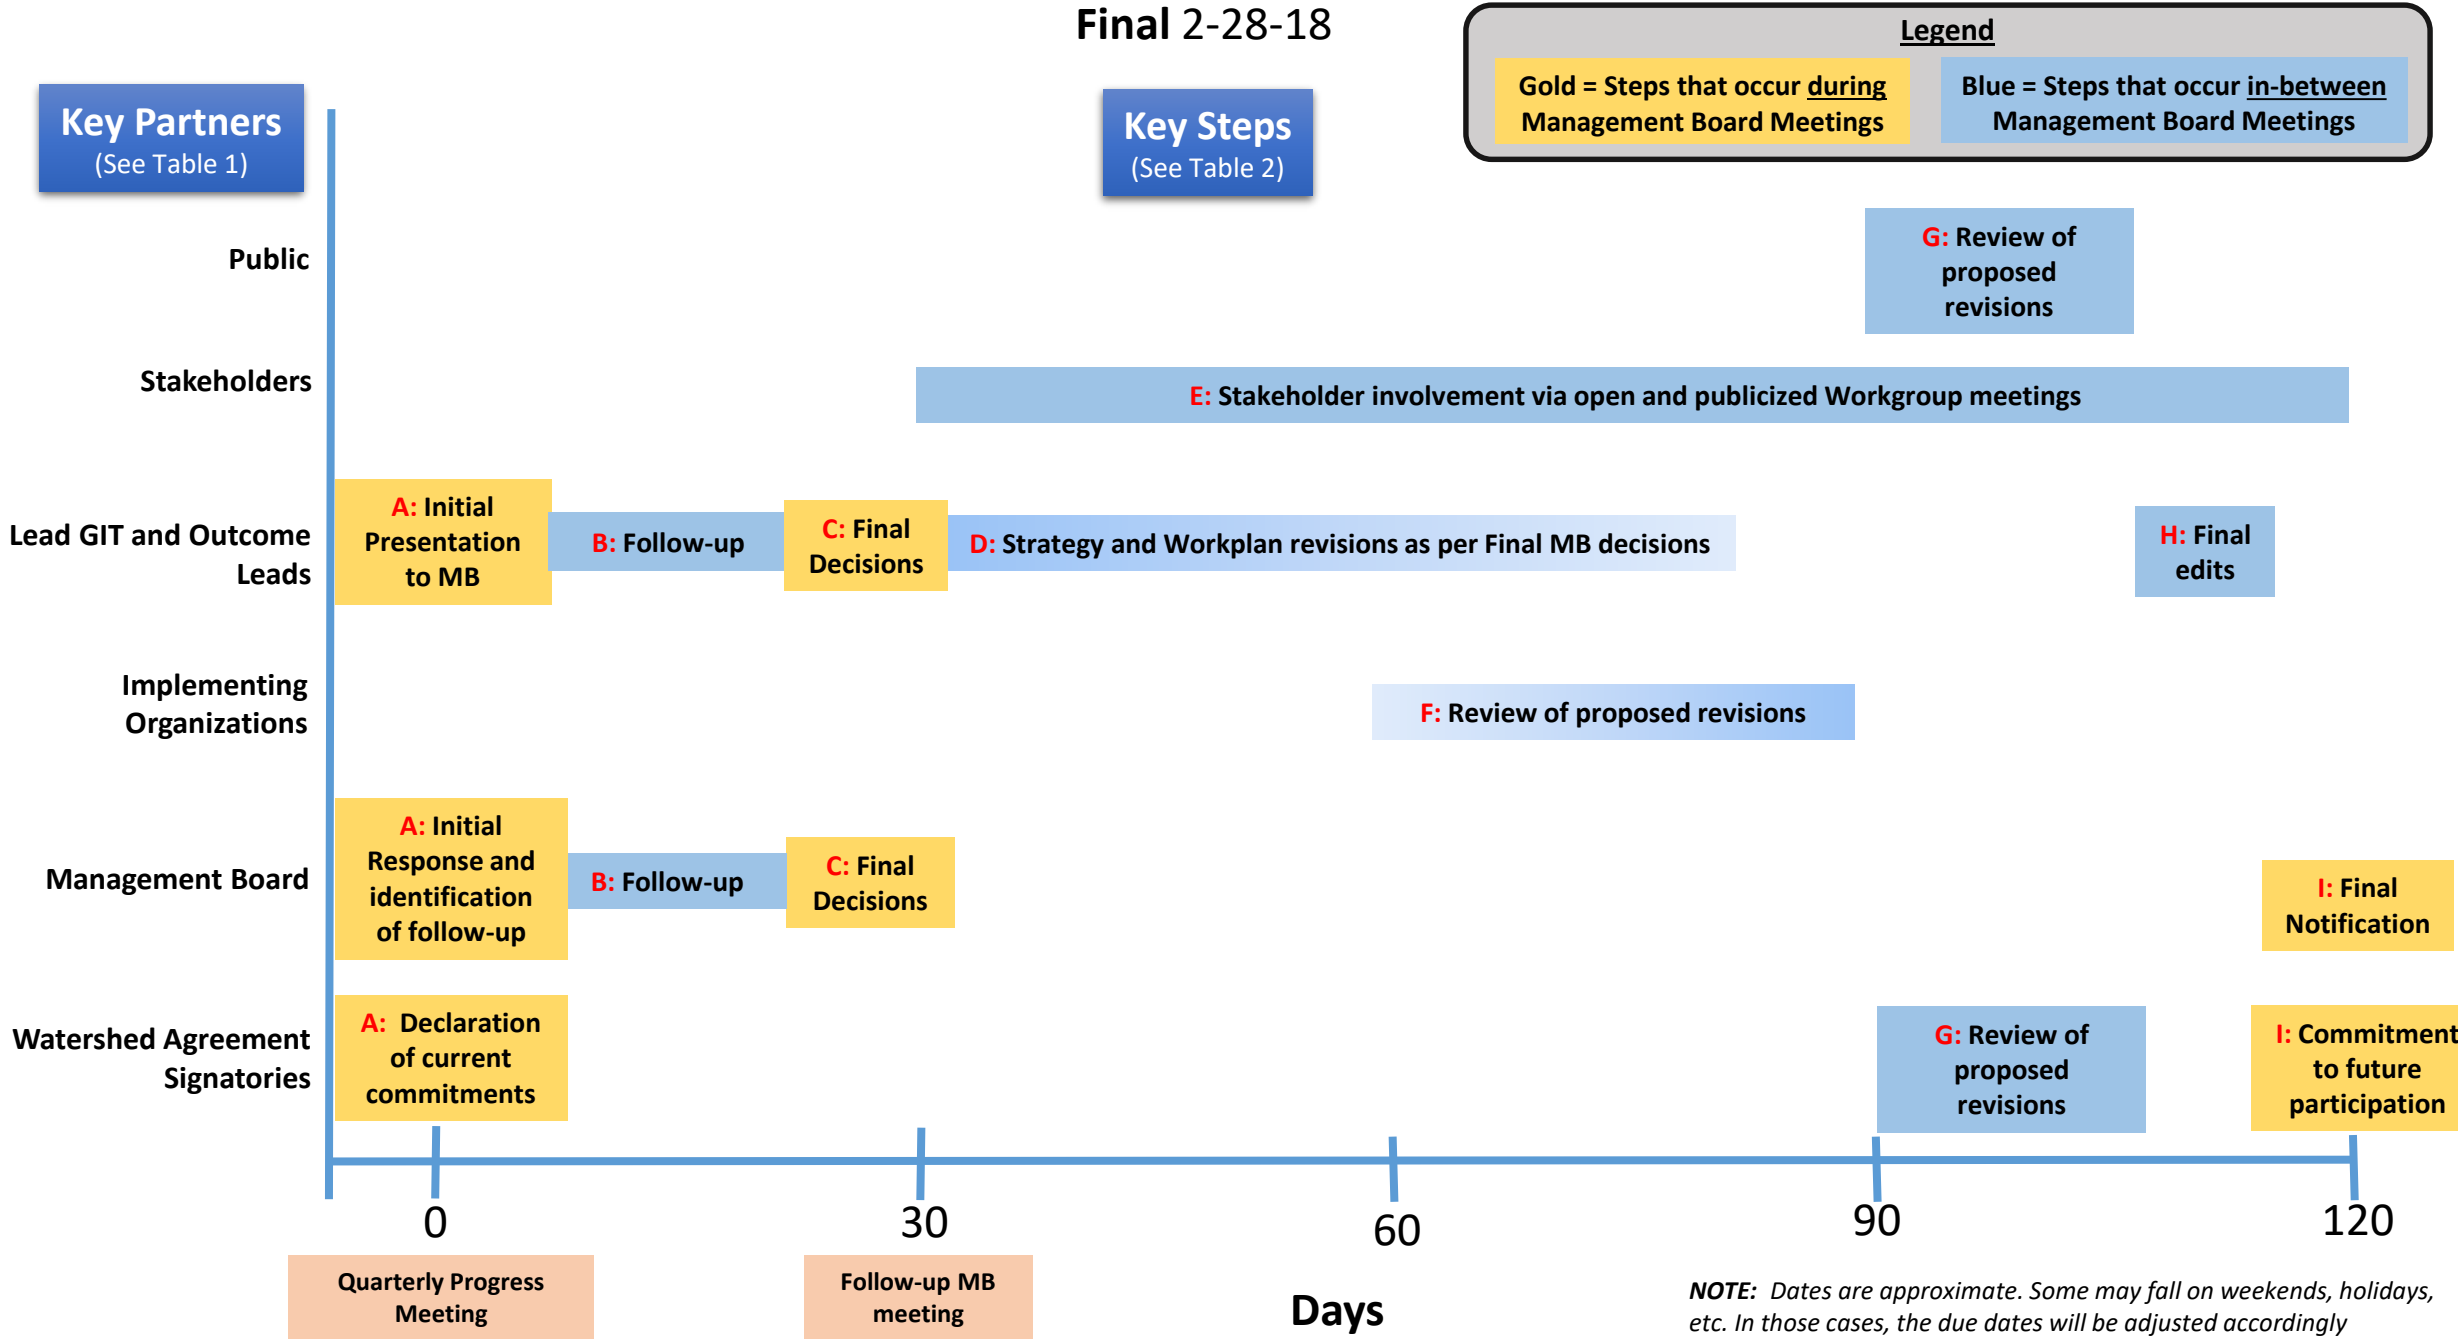 Final 2-28-18
Legend
Gold = Steps that occur during
Management Board Meetings
Blue = Steps that occur in-between
Management Board Meetings
Key Partners
(See Table 1)
Key Steps
(See Table 2)
Public
G: Review of
proposed
revisions
Stakeholders
E: Stakeholder involvement via open and publicized Workgroup meetings
Lead GIT and Outcome
Leads
A: Initial
Presentation
to MB
B: Follow-up
C: Final
Decisions
D: Strategy and Workplan revisions as per Final MB decisions
H: Final
edits
Implementing
Organizations
F: Review of proposed revisions
Management Board
A: Initial
Response and
identification
of follow-up
B: Follow-up
C: Final
Decisions
I: Final
Notification
Watershed Agreement
Signatories
A: Declaration
of current
commitments
G: Review of
proposed
revisions
I: Commitment
to future
participation
0
30
60
90
120
Quarterly Progress
Meeting
Follow-up MB
meeting
Days
NOTE: Dates are approximate. Some may fall on weekends, holidays,
etc. In those cases, the due dates will be adjusted accordingly